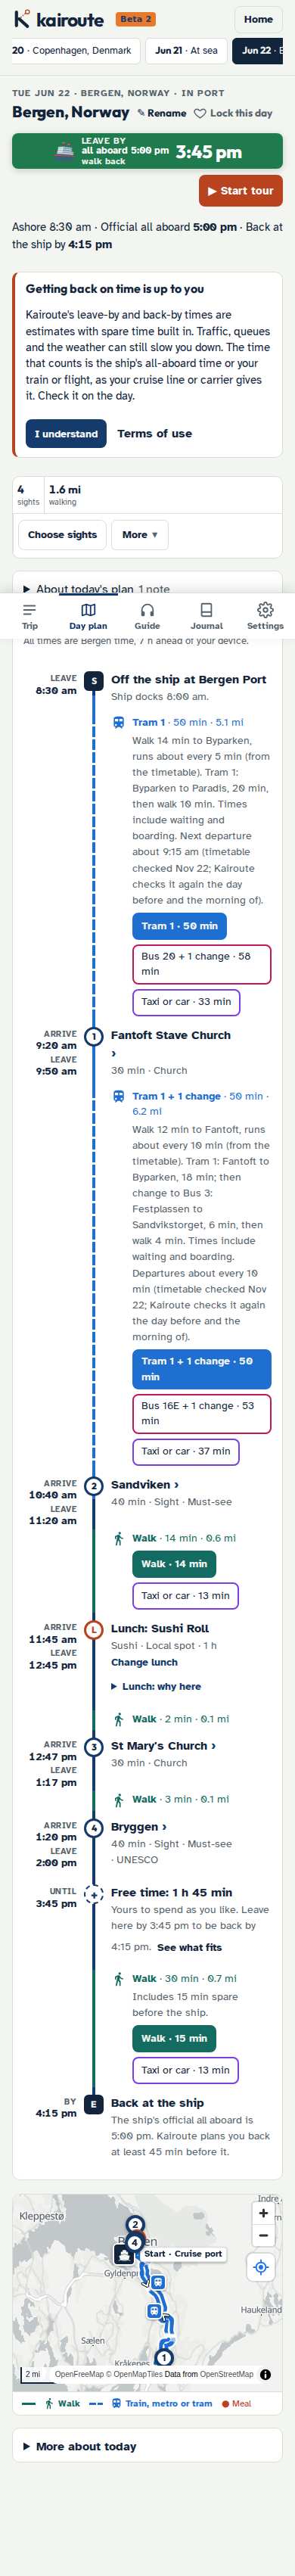 kairoute
Beta 2
Home
20 · Copenhagen, Denmark
Jun 21 · At sea
Jun 22 ·
TUE JUN 22 · BERGEN, NORWAY · IN PORT
Bergen, Norway
✎ Rename
Lock this day
LEAVE BY
all aboard 5:00 pm
walk back
3:45 pm
▶ Start tour
Ashore 8:30 am · Official all aboard 5:00 pm · Back at
the ship by 4:15 pm
Getting back on time is up to you
Kairoute's leave-by and back-by times are
estimates with spare time built in. Traffic, queues
and the weather can still slow you down. The time
that counts is the ship's all-aboard time or your
train or flight, as your cruise line or carrier gives
it. Check it on the day.
I understand
Terms of use
4
sights
1.6 mi
walking
Choose sights
More ▾
▶ About today's plan 1 note
Trip
Day plan
Guide
Journal
Settings
All times are Bergen time, 7 h ahead of your device.
LEAVE
8:30 am
S
Off the ship at Bergen Port
Ship docks 8:00 am.
Tram 1 · 50 min · 5.1 mi
Walk 14 min to Byparken,
runs about every 5 min (from
the timetable). Tram 1:
Byparken to Paradis, 20 min,
then walk 10 min. Times
include waiting and
boarding. Next departure
about 9:15 am (timetable
checked Nov 22; Kairoute
checks it again the day
before and the morning of).
Tram 1 · 50 min
Bus 20 + 1 change · 58
min
Taxi or car · 33 min
ARRIVE
9:20 am
LEAVE
9:50 am
1
Fantoft Stave Church
›
30 min · Church
Tram 1 + 1 change · 50 min ·
6.2 mi
Walk 12 min to Fantoft, runs
about every 10 min (from the
timetable). Tram 1: Fantoft to
Byparken, 18 min; then
change to Bus 3:
Festplassen to
Sandvikstorget, 6 min, then
walk 4 min. Times include
waiting and boarding.
Departures about every 10
min (timetable checked Nov
22; Kairoute checks it again
the day before and the
morning of).
Tram 1 + 1 change · 50
min
Bus 16E + 1 change · 53
min
Taxi or car · 37 min
ARRIVE
10:40 am
LEAVE
11:20 am
2
Sandviken ›
40 min · Sight · Must-see
Walk · 14 min · 0.6 mi
Walk · 14 min
Taxi or car · 13 min
ARRIVE
11:45 am
LEAVE
12:45 pm
L
Lunch: Sushi Roll
Sushi · Local spot · 1 h
Change lunch
▶ Lunch: why here
Walk · 2 min · 0.1 mi
ARRIVE
12:47 pm
LEAVE
1:17 pm
3
St Mary's Church ›
30 min · Church
Walk · 3 min · 0.1 mi
ARRIVE
1:20 pm
LEAVE
2:00 pm
4
Bryggen ›
40 min · Sight · Must-see
· UNESCO
UNTIL
3:45 pm
+
Free time: 1 h 45 min
Yours to spend as you like. Leave
here by 3:45 pm to be back by
4:15 pm. See what fits
Walk · 30 min · 0.7 mi
Includes 15 min spare
before the ship.
Walk · 15 min
Taxi or car · 13 min
BY
4:15 pm
E
Back at the ship
The ship's official all aboard is
5:00 pm. Kairoute plans you back
at least 45 min before it.
Kleppestø
Indre
+
−
2
4
Start · Cruise port
Haukeland
Sælen
1
2 mi
OpenFreeMap © OpenMapTiles Data from OpenStreetMap
Walk
Train, metro or tram
Meal
▶ More about today